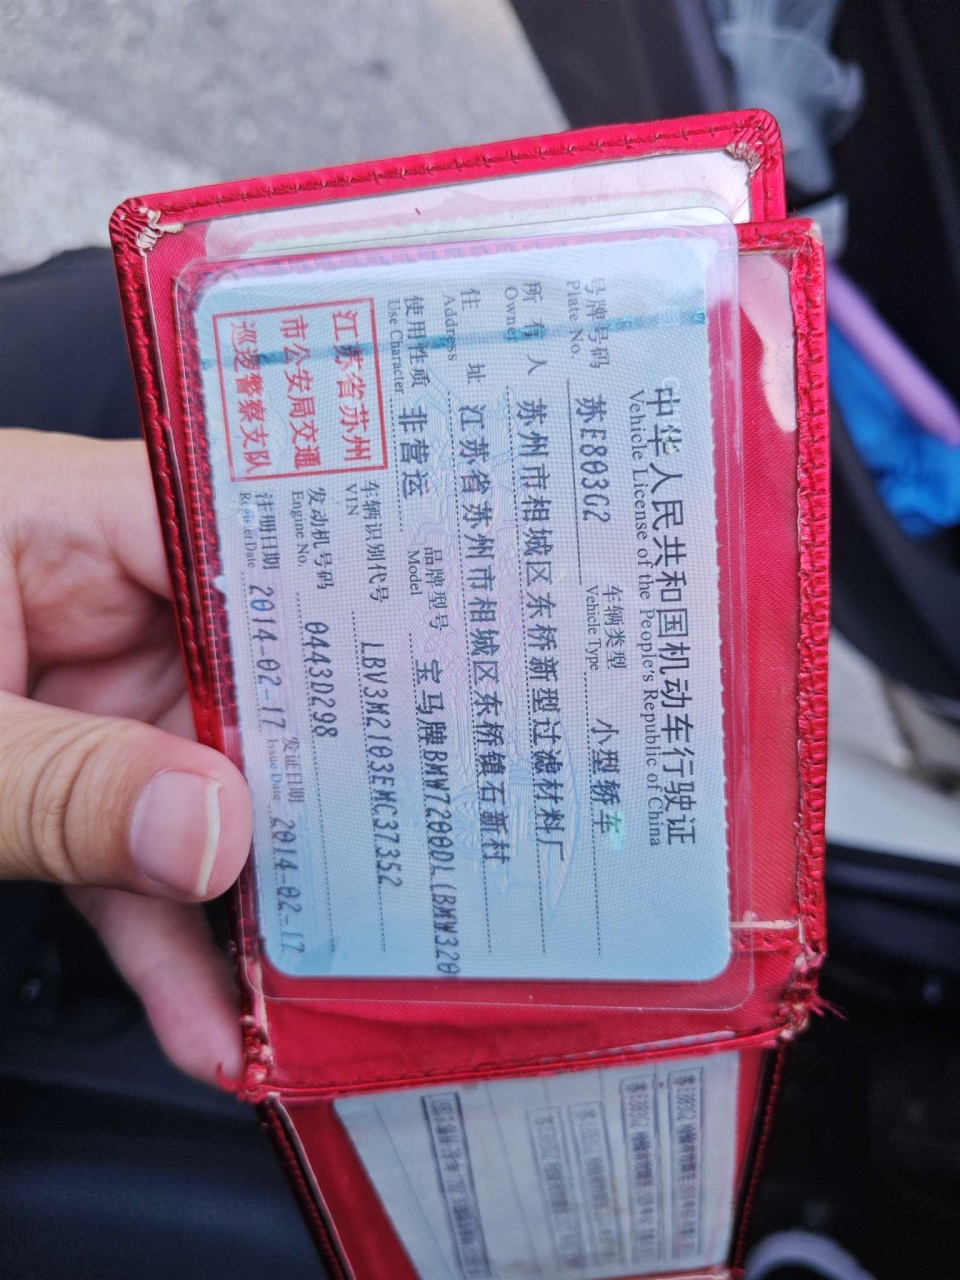 中华人民共和国机动车行驶证
Vehicle License of the People's Republic of China
号牌号码 苏E803G2 车辆类型 小型轿车
Plate No. Vehicle Type
所有人 苏州市相城区东桥新型过滤材料厂
Owner
住址 江苏省苏州市相城区东桥镇石新村
Address
使用性质 非营运 品牌型号 宝马牌BMW7200DL(BMW320
Use Character Model
江苏省苏州
市公安局交通
巡逻警察支队
车辆识别代号 LBV3M2103EMC37352
VIN
发动机号码 0443D298
Engine No.
注册日期 2014-02-17 发证日期 2014-02-17
Register Date Issue Date